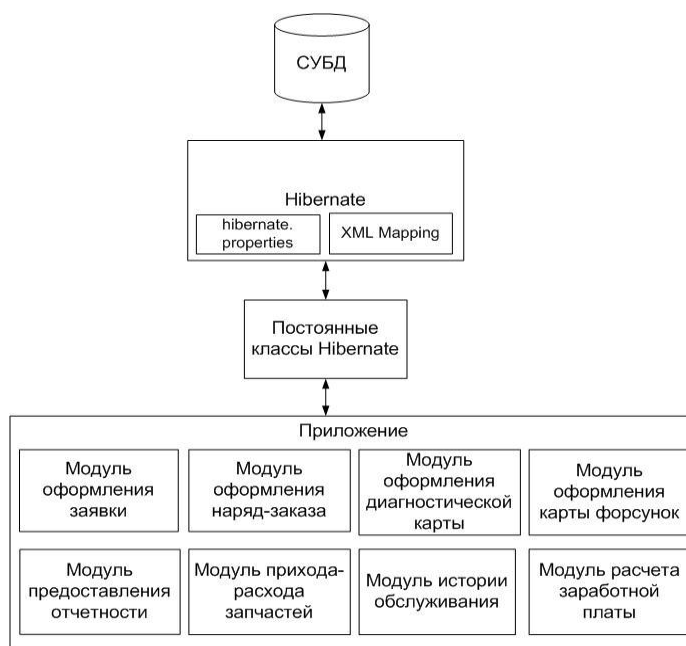 СУБД
Hibernate
hibernate.
properties
XML Mapping
Постоянные
классы Hibernate
Приложение
Модуль
оформления
заявки
Модуль
оформления
наряд-заказа
Модуль
оформления
диагностической
карты
Модуль
оформления
карты форсунок
Модуль
предоставления
отчетности
Модуль прихода-
расхода
запчастей
Модуль истории
обслуживания
Модуль расчета
заработной
платы